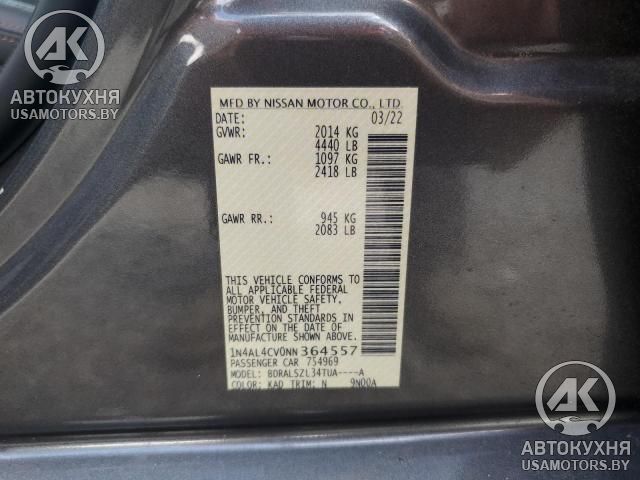 AK
АВТОКУХНЯ
USAMOTORS.BY
MFD BY NISSAN MOTOR CO., LTD
DATE: 03/22
GVWR: 2014 KG
4440 LB
GAWR FR.: 1097 KG
2418 LB
GAWR RR.: 945 KG
2083 LB
THIS VEHICLE CONFORMS TO
ALL APPLICABLE FEDERAL
MOTOR VEHICLE SAFETY,
BUMPER, AND THEFT
PREVENTION STANDARDS IN
EFFECT ON THE DATE OF
MANUFACTURE SHOWN ABOVE.
1N4AL4CV0NN364557
PASSENGER CAR 754969
MODEL: BDRALSZL34TUA----A
COLOR: KAD TRIM: N 9N00A
AK
АВТОКУХНЯ
USAMOTORS.BY